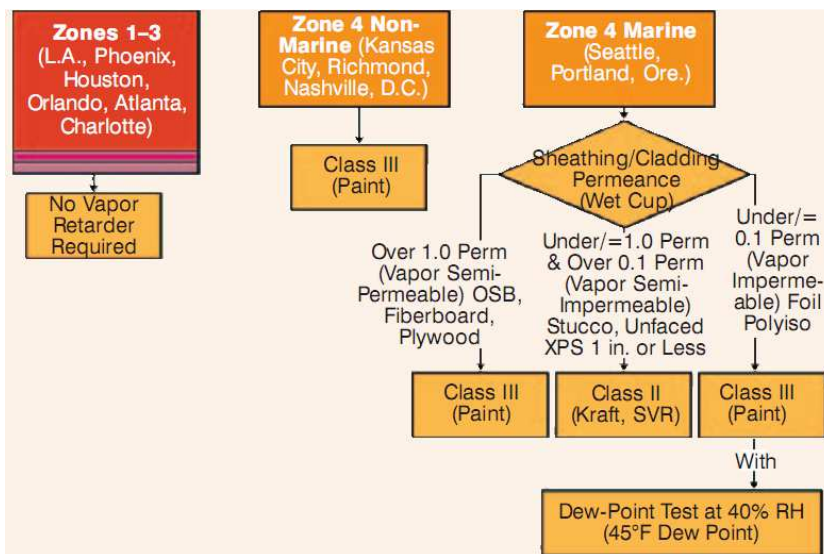 Zones 1–3
(L.A., Phoenix,
Houston,
Orlando, Atlanta,
Charlotte)
No Vapor
Retarder
Required
Zone 4 Non-
Marine (Kansas
City, Richmond,
Nashville, D.C.)
Class III
(Paint)
Zone 4 Marine
(Seattle,
Portland, Ore.)
Sheathing/Cladding
Permeance
(Wet Cup)
Over 1.0 Perm
(Vapor Semi-
Permeable) OSB,
Fiberboard,
Plywood
Under/=1.0 Perm
& Over 0.1 Perm
(Vapor Semi-
Impermeable)
Stucco, Unfaced
XPS 1 in. or Less
Under/=
0.1 Perm
(Vapor
Imperme-
able) Foil
Polyiso
Class III
(Paint)
Class II
(Kraft, SVR)
Class III
(Paint)
With
Dew-Point Test at 40% RH
(45°F Dew Point)